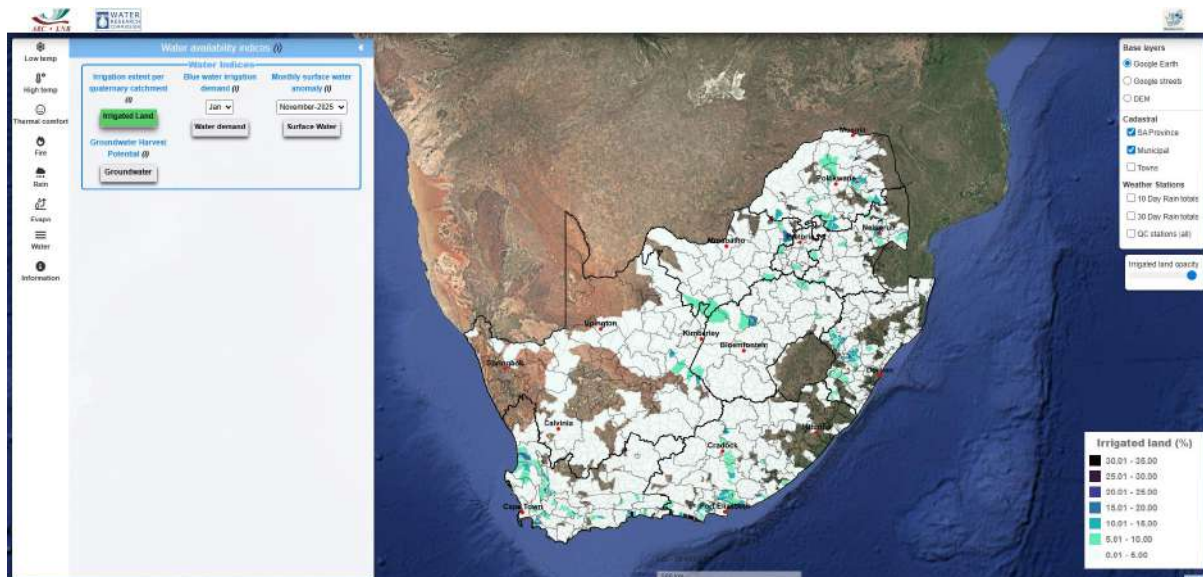 ARC • LNR
WATER
RESEARCH
COMMISSION
Low temp
High temp
Thermal comfort
Fire
Rain
Evapo
Water
Information
Water availability indices (i)
Water Indices
Irrigation extent per
quaternary catchment
(i)
Irrigated Land
Blue water irrigation
demand (i)
Jan
Water demand
Monthly surface water
anomaly (i)
November-2025
Surface Water
Groundwater Harvest
Potential (i)
Groundwater
Musina
Polokwane
Upington
Kimberley
Bloemfontein
Calvinia
Cradock
Cape Town
Port Elizabeth
Base layers
Google Earth
Google streets
DEM
Cadastral
SA Province
Municipal
Towns
Weather Stations
10 Day Rain totals
30 Day Rain totals
QC stations (all)
Irrigated land opacity
Irrigated land (%)
30.01 - 35.00
25.01 - 30.00
20.01 - 25.00
15.01 - 20.00
10.01 - 15.00
5.01 - 10.00
0.01 - 5.00